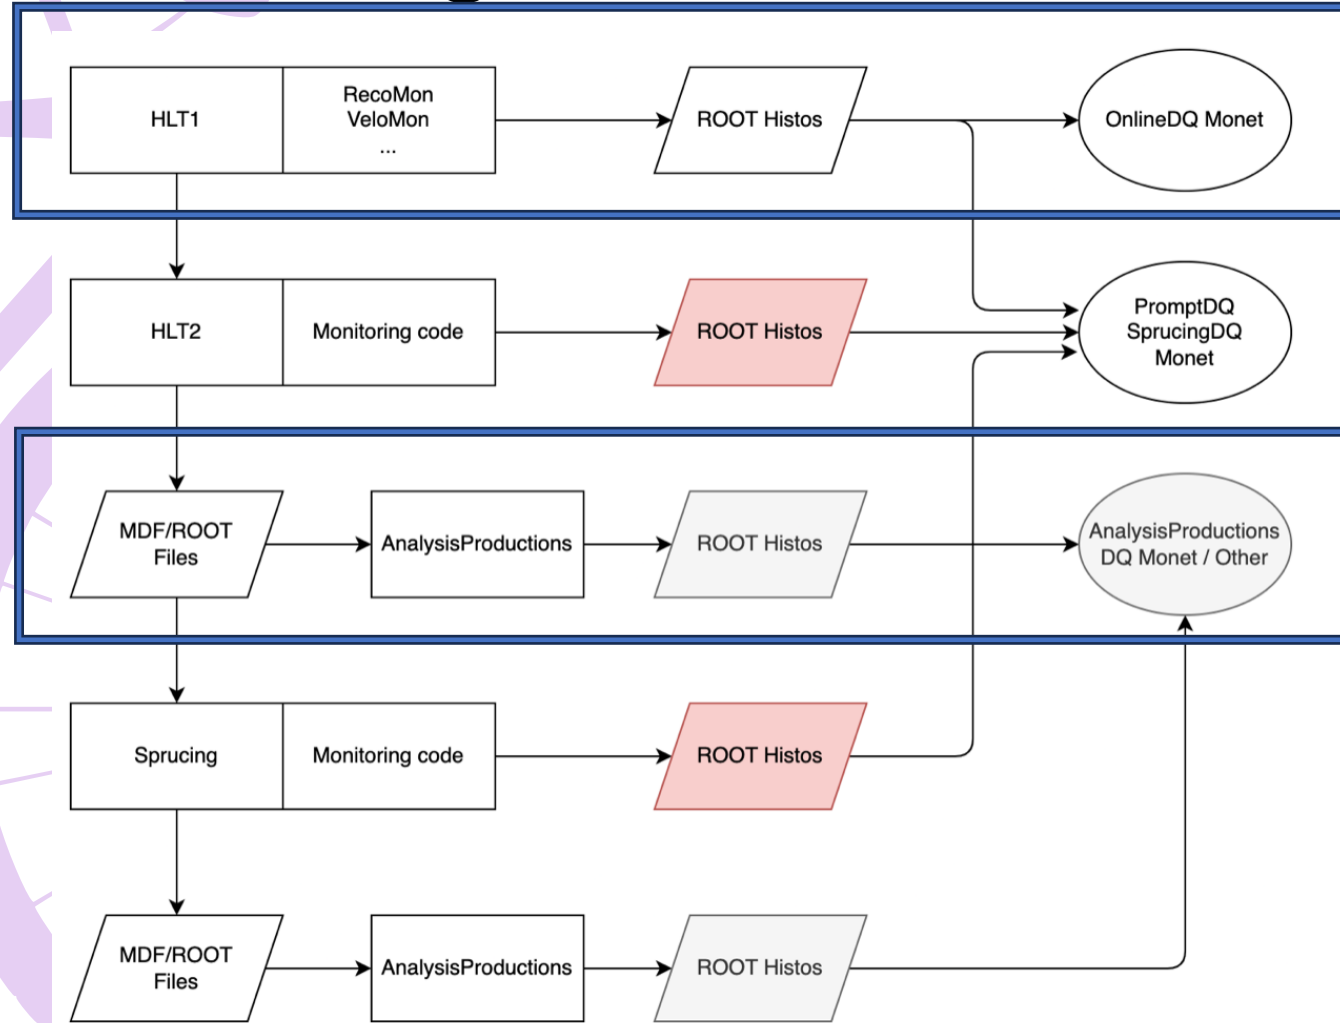 HLT1
RecoMon
VeloMon
...
ROOT Histos
OnlineDQ Monet
HLT2
Monitoring code
ROOT Histos
PromptDQ
SprucingDQ
Monet
MDF/ROOT
Files
AnalysisProductions
ROOT Histos
AnalysisProductions
DQ Monet / Other
Sprucing
Monitoring code
ROOT Histos
MDF/ROOT
Files
AnalysisProductions
ROOT Histos